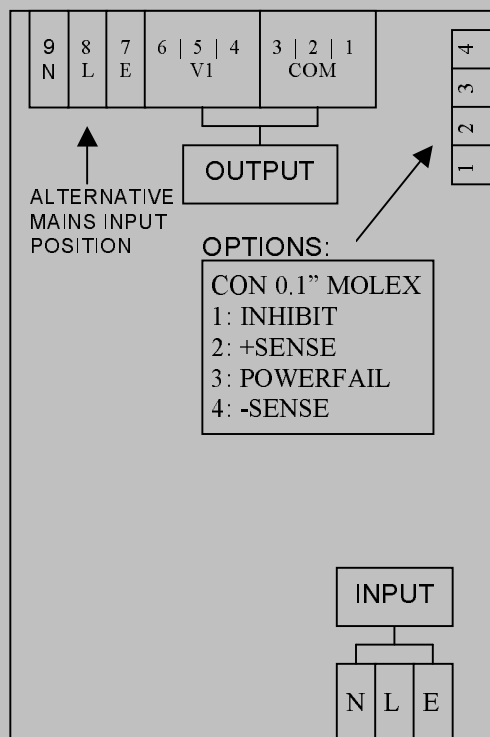 9 8 7 6 | 5 | 4 3 | 2 | 1
N L E V1 COM
4
3
2
1
OUTPUT
ALTERNATIVE
MAINS INPUT
POSITION
OPTIONS:
CON 0.1” MOLEX
1: INHIBIT
2: +SENSE
3: POWERFAIL
4: -SENSE
INPUT
N L E